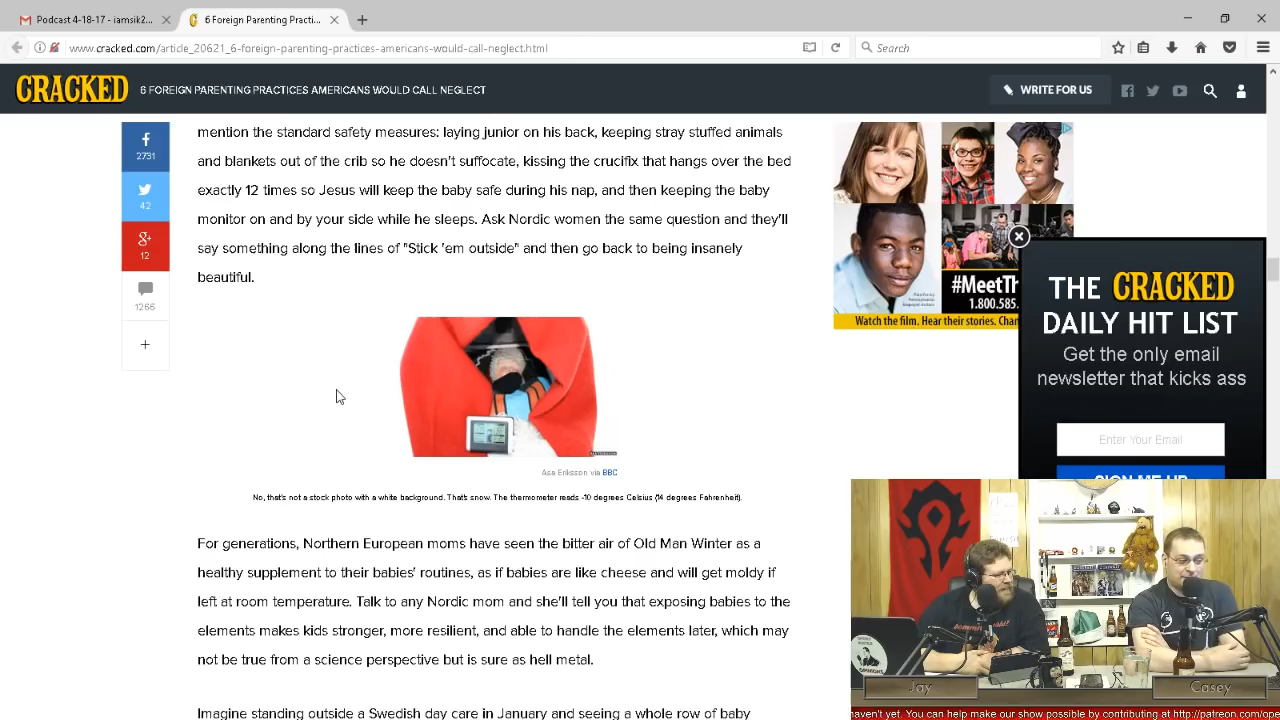 Podcast 4-18-17 - iamsik2...
6 Foreign Parenting Practi...
www.cracked.com/article_20621_6-foreign-parenting-practices-americans-would-call-neglect.html
Search
CRACKED
6 FOREIGN PARENTING PRACTICES AMERICANS WOULD CALL NEGLECT
WRITE FOR US
2731
42
12
1266
+
mention the standard safety measures: laying junior on his back, keeping stray stuffed animals
and blankets out of the crib so he doesn't suffocate, kissing the crucifix that hangs over the bed
exactly 12 times so Jesus will keep the baby safe during his nap, and then keeping the baby
monitor on and by your side while he sleeps. Ask Nordic women the same question and they'll
say something along the lines of "Stick 'em outside" and then go back to being insanely
beautiful.
Asa Eriksson via BBC
No, that's not a stock photo with a white background. That's snow. The thermometer reads -10 degrees Celsius (14 degrees Fahrenheit).
For generations, Northern European moms have seen the bitter air of Old Man Winter as a
healthy supplement to their babies' routines, as if babies are like cheese and will get moldy if
left at room temperature. Talk to any Nordic mom and she'll tell you that exposing babies to the
elements makes kids stronger, more resilient, and able to handle the elements later, which may
not be true from a science perspective but is sure as hell metal.
Imagine standing outside a Swedish day care in January and seeing a whole row of baby
#MeetTh
1.800.585.
Watch the film. Hear their stories. Chan
THE CRACKED
DAILY HIT LIST
Get the only email
newsletter that kicks ass
Enter Your Email
SIGN ME UP
Jay
Casey
haven't yet. You can help make our show possible by contributing at http://patreon.com/ope